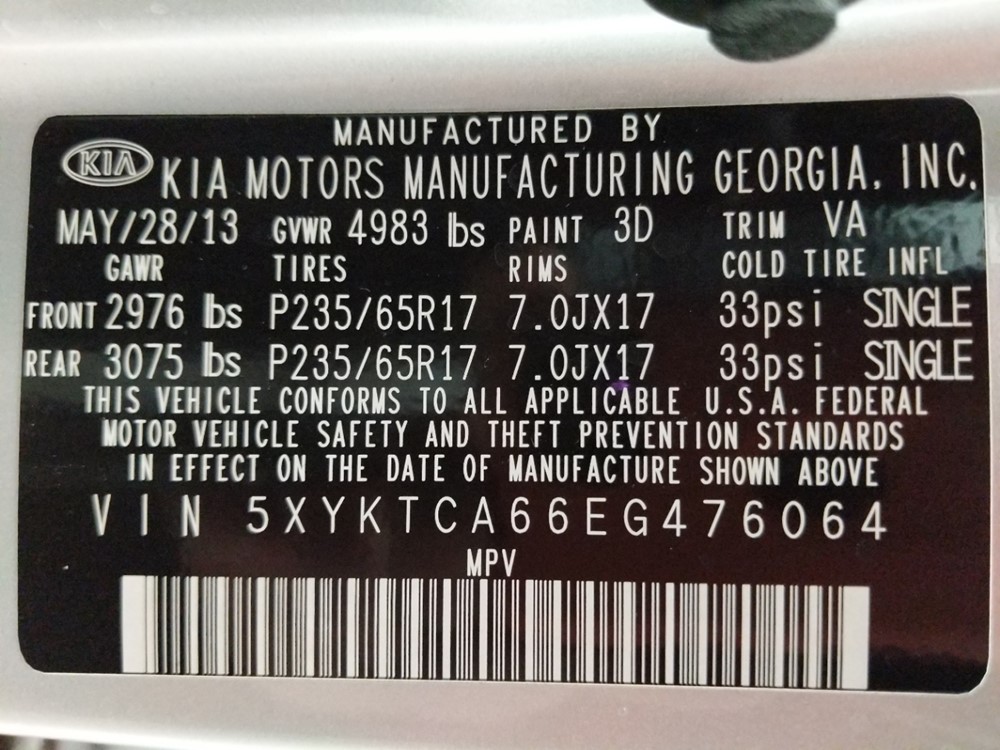 MANUFACTURED BY
KIA KIA MOTORS MANUFACTURING GEORGIA, INC.
MAY/28/13 GVWR 4983 lbs PAINT 3D TRIM VA
GAWR TIRES RIMS COLD TIRE INFL
FRONT 2976 lbs P235/65R17 7.0JX17 33psi SINGLE
REAR 3075 lbs P235/65R17 7.0JX17 33psi SINGLE
THIS VEHICLE CONFORMS TO ALL APPLICABLE U.S.A. FEDERAL
MOTOR VEHICLE SAFETY AND THEFT PREVENTION STANDARDS
IN EFFECT ON THE DATE OF MANUFACTURE SHOWN ABOVE
VIN 5XYKTCA66EG476064
MPV